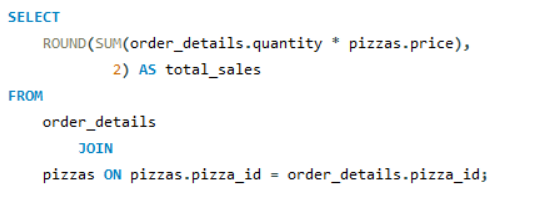 SELECT
ROUND(SUM(order_details.quantity * pizzas.price),
2) AS total_sales
FROM
order_details
JOIN
pizzas ON pizzas.pizza_id = order_details.pizza_id;